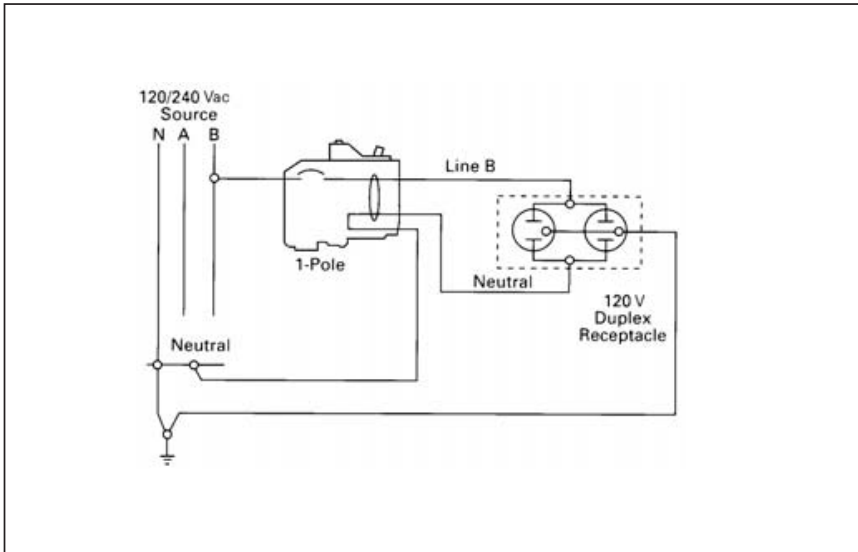 120/240 Vac
Source
N A B
Line B
1-Pole
Neutral
120 V
Duplex
Receptacle
Neutral